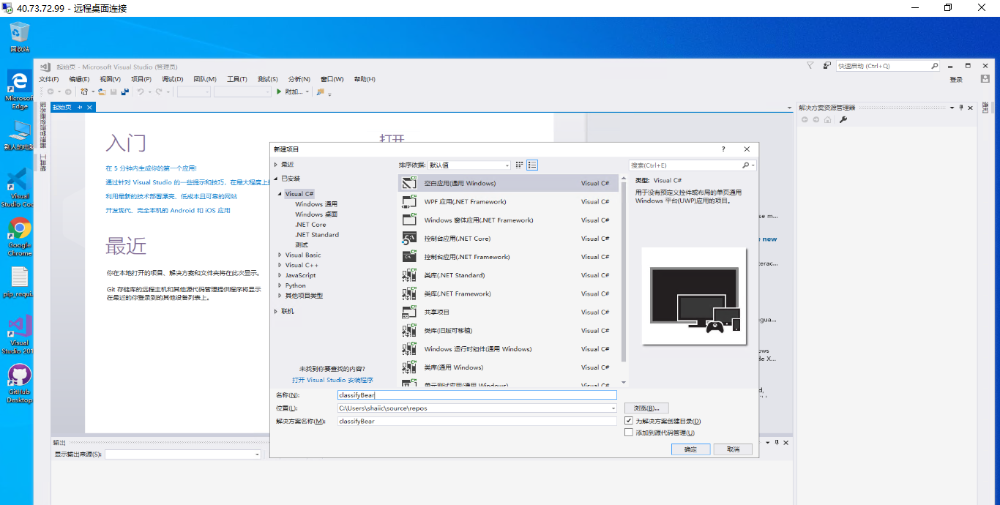 40.73.72.99 - 远程桌面连接
回收站
Microsoft
Edge
别人的电脑
Visual
Studio Cod
Google
Chrome
pip_requi
Visual
Studio 201
GitHub
Desktop
起始页 - Microsoft Visual Studio (管理员)
快速启动 (Ctrl+Q)
文件(F) 编辑(E) 视图(V) 项目(P) 调试(D) 团队(M) 工具(T) 测试(S) 分析(N) 窗口(W) 帮助(H)
登录
附加...
起始页
解决方案资源管理器
通知
工具箱
入门
打开
在 5 分钟内生成你的第一个应用!
通过针对 Visual Studio 的一些提示和技巧，在最大程度上提
利用最新的技术部署漂亮、低成本且可靠的网站
开发现代、完全本机的 Android 和 iOS 应用
最近
你在本地打开的项目、解决方案和文件夹将在此次显示。
Git 存储库的远程主机和其他源代码管理提供程序将显示
在最近的你登录到的其他设备列表上。
新建项目
?
最近
已安装
Visual C#
Windows 通用
Windows 桌面
.NET Core
.NET Standard
测试
Visual Basic
Visual C++
JavaScript
Python
其他项目类型
联机
未找到你要查找的内容?
打开 Visual Studio 安装程序
排序依据: 默认值
搜索(Ctrl+E)
空白应用(通用 Windows) Visual C#
WPF 应用(.NET Framework) Visual C#
Windows 窗体应用(.NET Framework) Visual C#
控制台应用(.NET Core) Visual C#
控制台应用(.NET Framework) Visual C#
类库(.NET Standard) Visual C#
类库(.NET Framework) Visual C#
共享项目 Visual C#
类库(旧版可移植) Visual C#
Windows 运行时组件(通用 Windows) Visual C#
类库(通用 Windows) Visual C#
单元测试应用(通用 Windows) Visual C#
类型: Visual C#
用于没有预定义控件或布局的单页通用
Windows 平台(UWP)应用的项目。
se m...
e new
erac...
gua...
ows
de X...
d,
名称(N): classifyBear
位置(L): C:\Users\shaiic\source\repos
浏览(B)...
解决方案名称(M): classifyBear
为解决方案创建目录(D)
添加到源代码管理(U)
确定
取消
输出
显示输出来源(S):